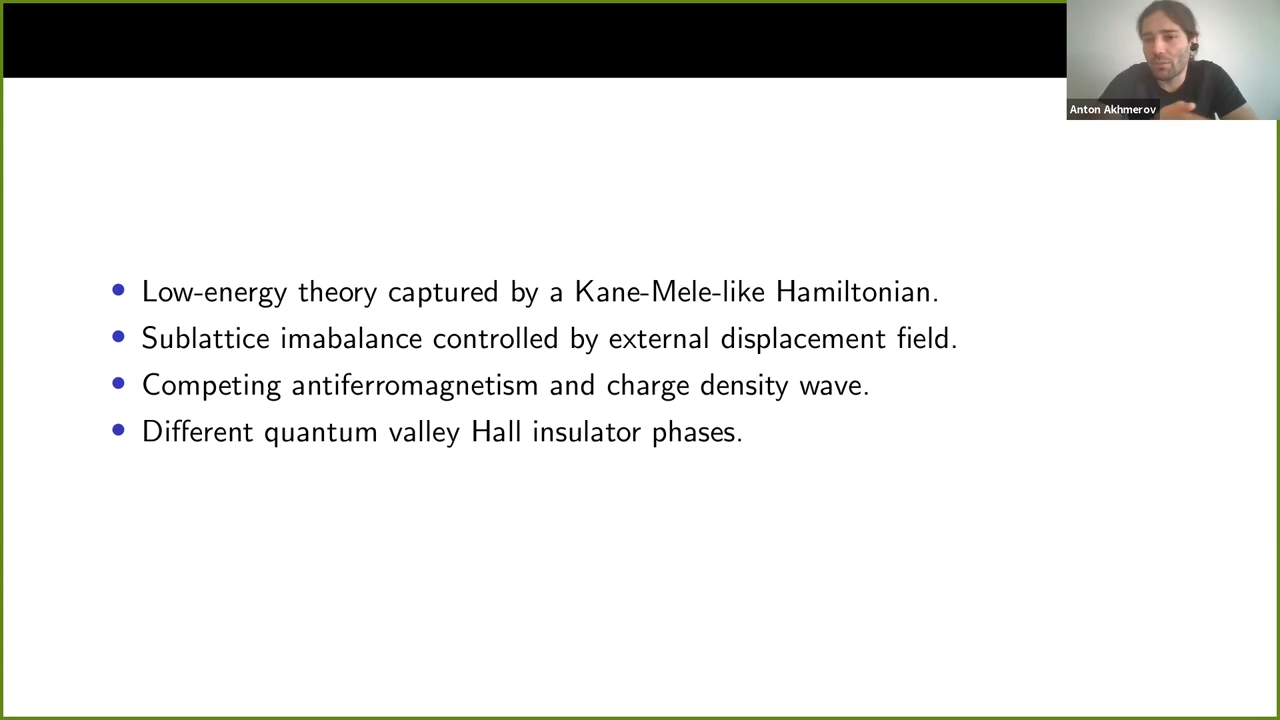 Anton Akhmerov
• Low-energy theory captured by a Kane-Mele-like Hamiltonian.
• Sublattice imabalance controlled by external displacement field.
• Competing antiferromagnetism and charge density wave.
• Different quantum valley Hall insulator phases.